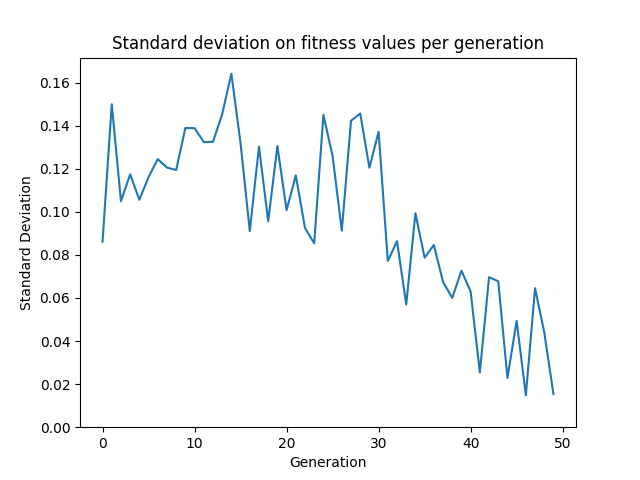 Standard deviation on fitness values per generation
0.16
0.14
0.12
0.10
0.08
0.06
0.04
0.02
0.00
Standard Deviation
0 10 20 30 40 50
Generation